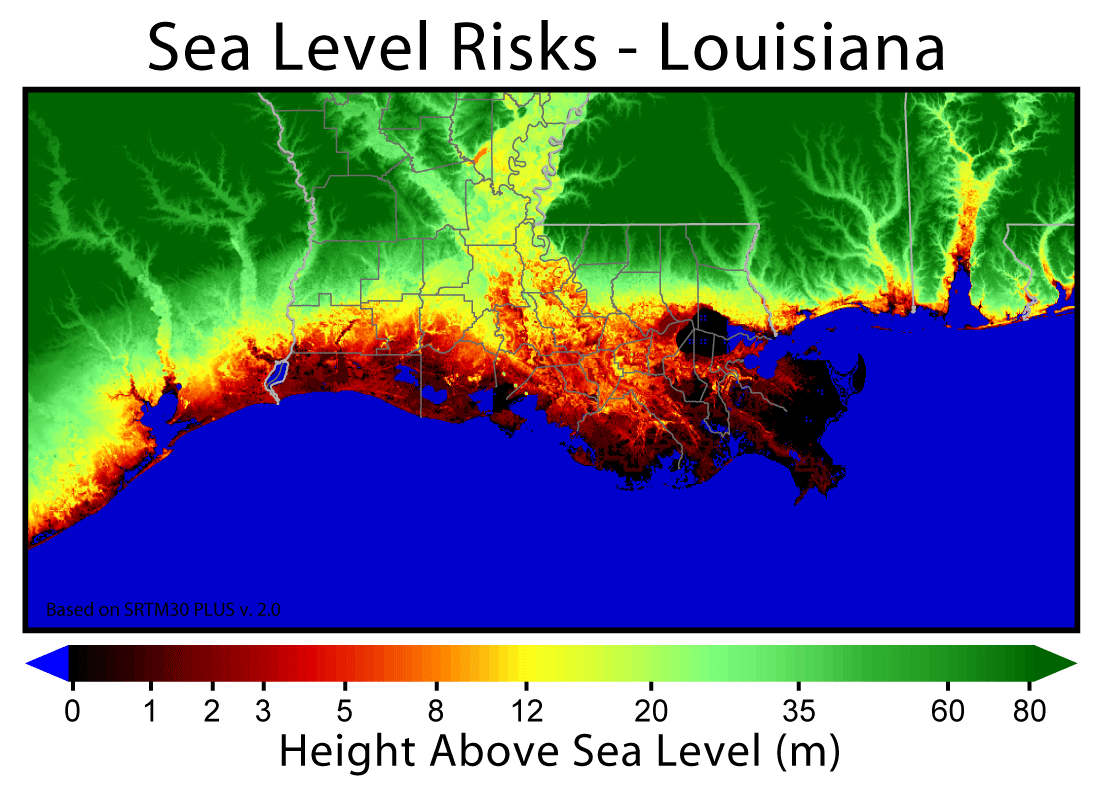 Sea Level Risks - Louisiana
Based on SRTM30 PLUS v. 2.0
0 1 2 3 5 8 12 20 35 60 80
Height Above Sea Level (m)